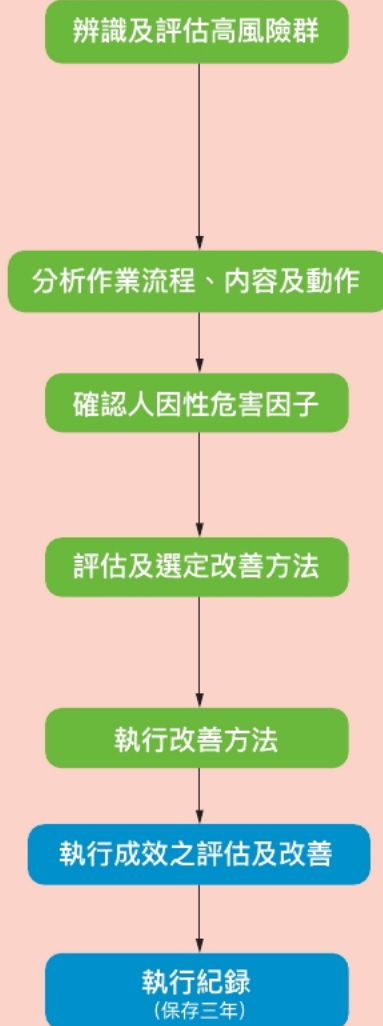 辨識及評估高風險群
分析作業流程、內容及動作
確認人因性危害因子
評估及選定改善方法
執行改善方法
執行成效之評估及改善
執行紀錄
(保存三年)